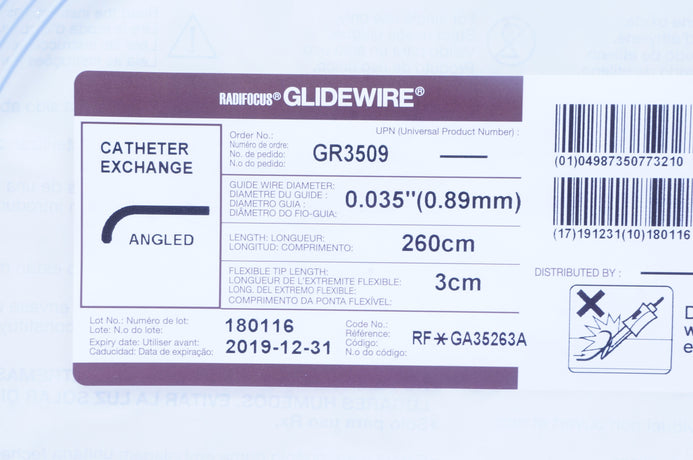 RADIFOCUS® GLIDEWIRE®
CATHETER
EXCHANGE
ANGLED
Order No.:
Numéro de ordre:
No. de pedido:
N.o do pedido:
UPN (Universal Product Number) :
GR3509
GUIDE WIRE DIAMETER:
DIAMÈTRE DU GUIDE :
DIAMETRO GUIA :
DIÂMETRO DO FIO-GUIA:
0.035"(0.89mm)
LENGTH: LONGUEUR:
LONGITUD: COMPRIMENTO:
260cm
FLEXIBLE TIP LENGTH:
LONGUEUR DE L'EXTREMITE FLEXIBLE:
LONG. DEL EXTREMO FLEXIBLE:
COMPRIMENTO DA PONTA FLEXÍVEL:
3cm
Lot No.: Numéro de lot:
Lote: N.o do lote:
180116
Expiry date: Utiliser avant:
Caducidad: Data de expiração:
2019-12-31
Code No.:
Référence:
Código:
N.o do código:
RF*GA35263A
(01)04987350773210
(17)191231(10)180116
DISTRIBUTED BY :